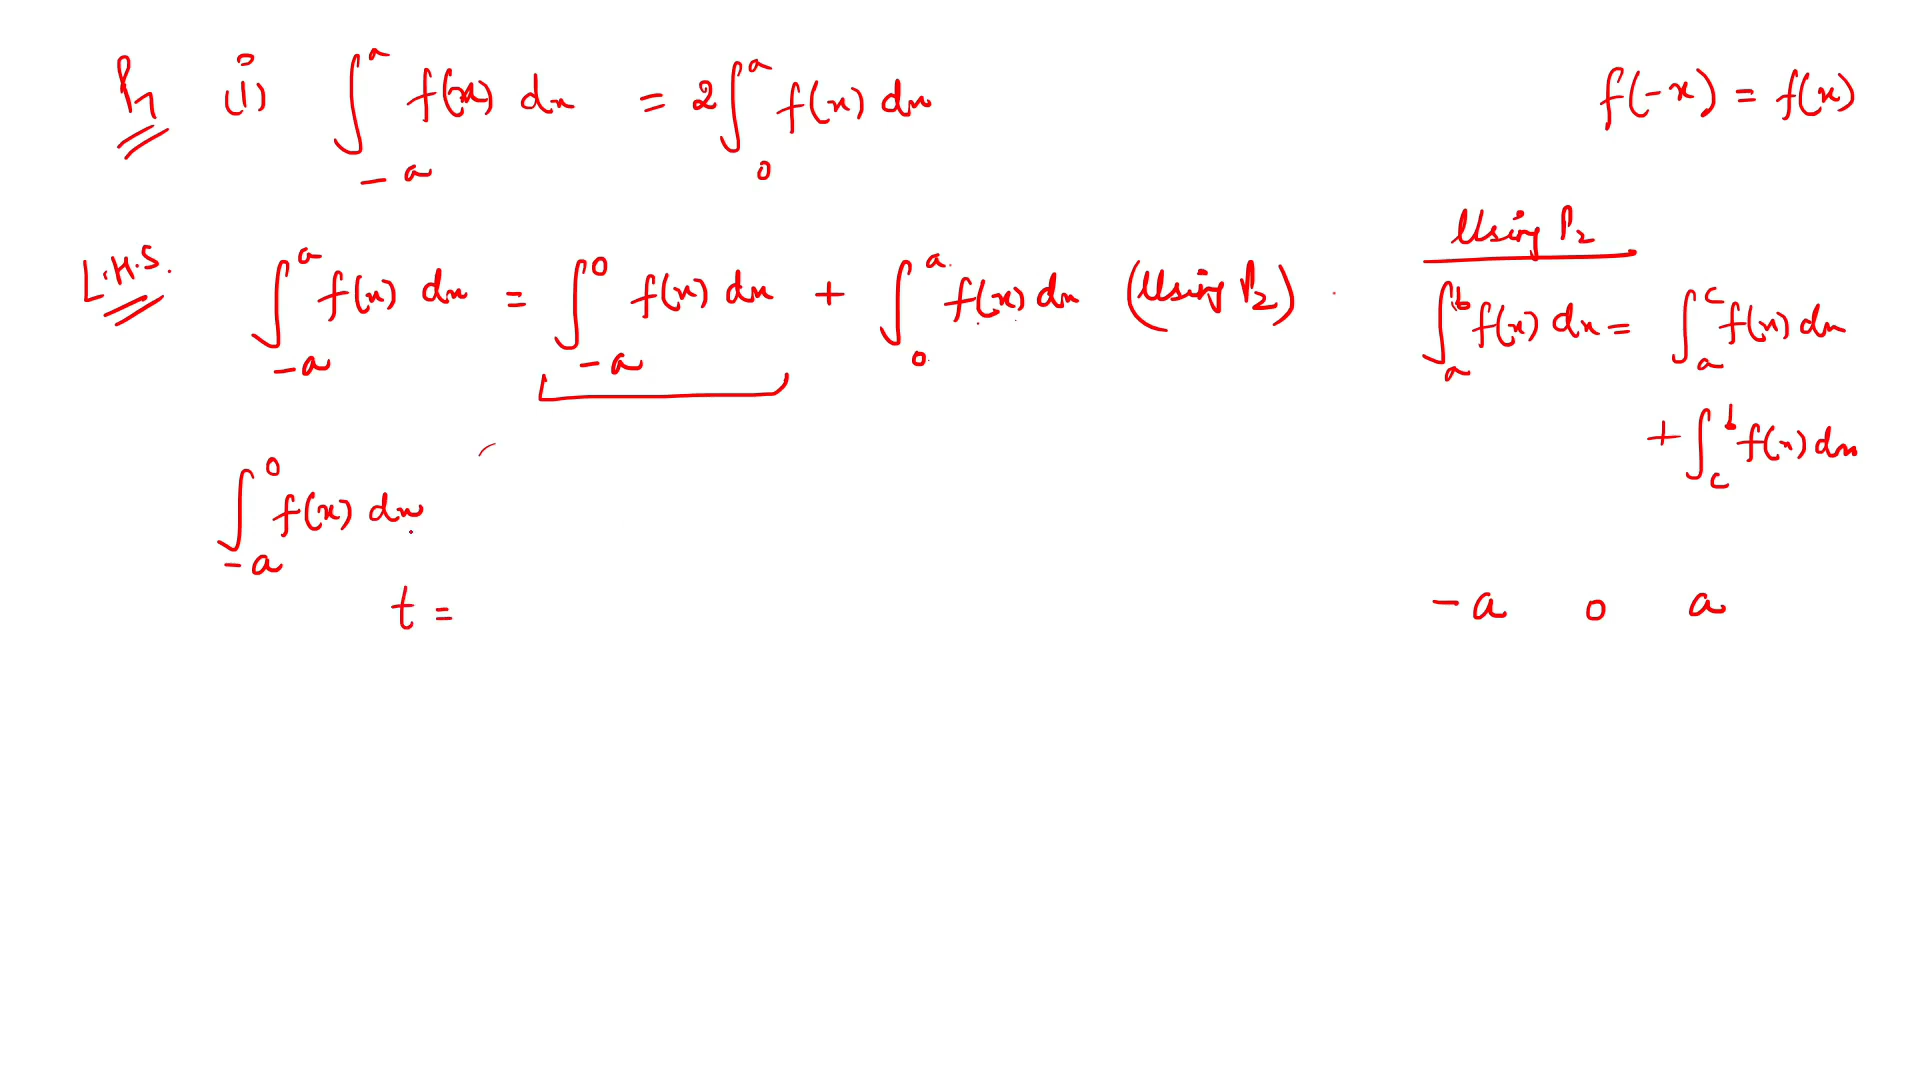 P₇ (i) ∫_{-a}^{a} f(x) dx = 2∫_{0}^{a} f(x) dx f(-x) = f(x)
L.H.S. ∫_{-a}^{a} f(x) dx = ∫_{-a}^{0} f(x) dx + ∫_{0}^{a} f(x) dx (Using P₂)
Using P₂
∫_{a}^{b} f(x) dx = ∫_{a}^{c} f(x) dx
+ ∫_{c}^{b} f(x) dx
∫_{-a}^{0} f(x) dx
t =
-a 0 a